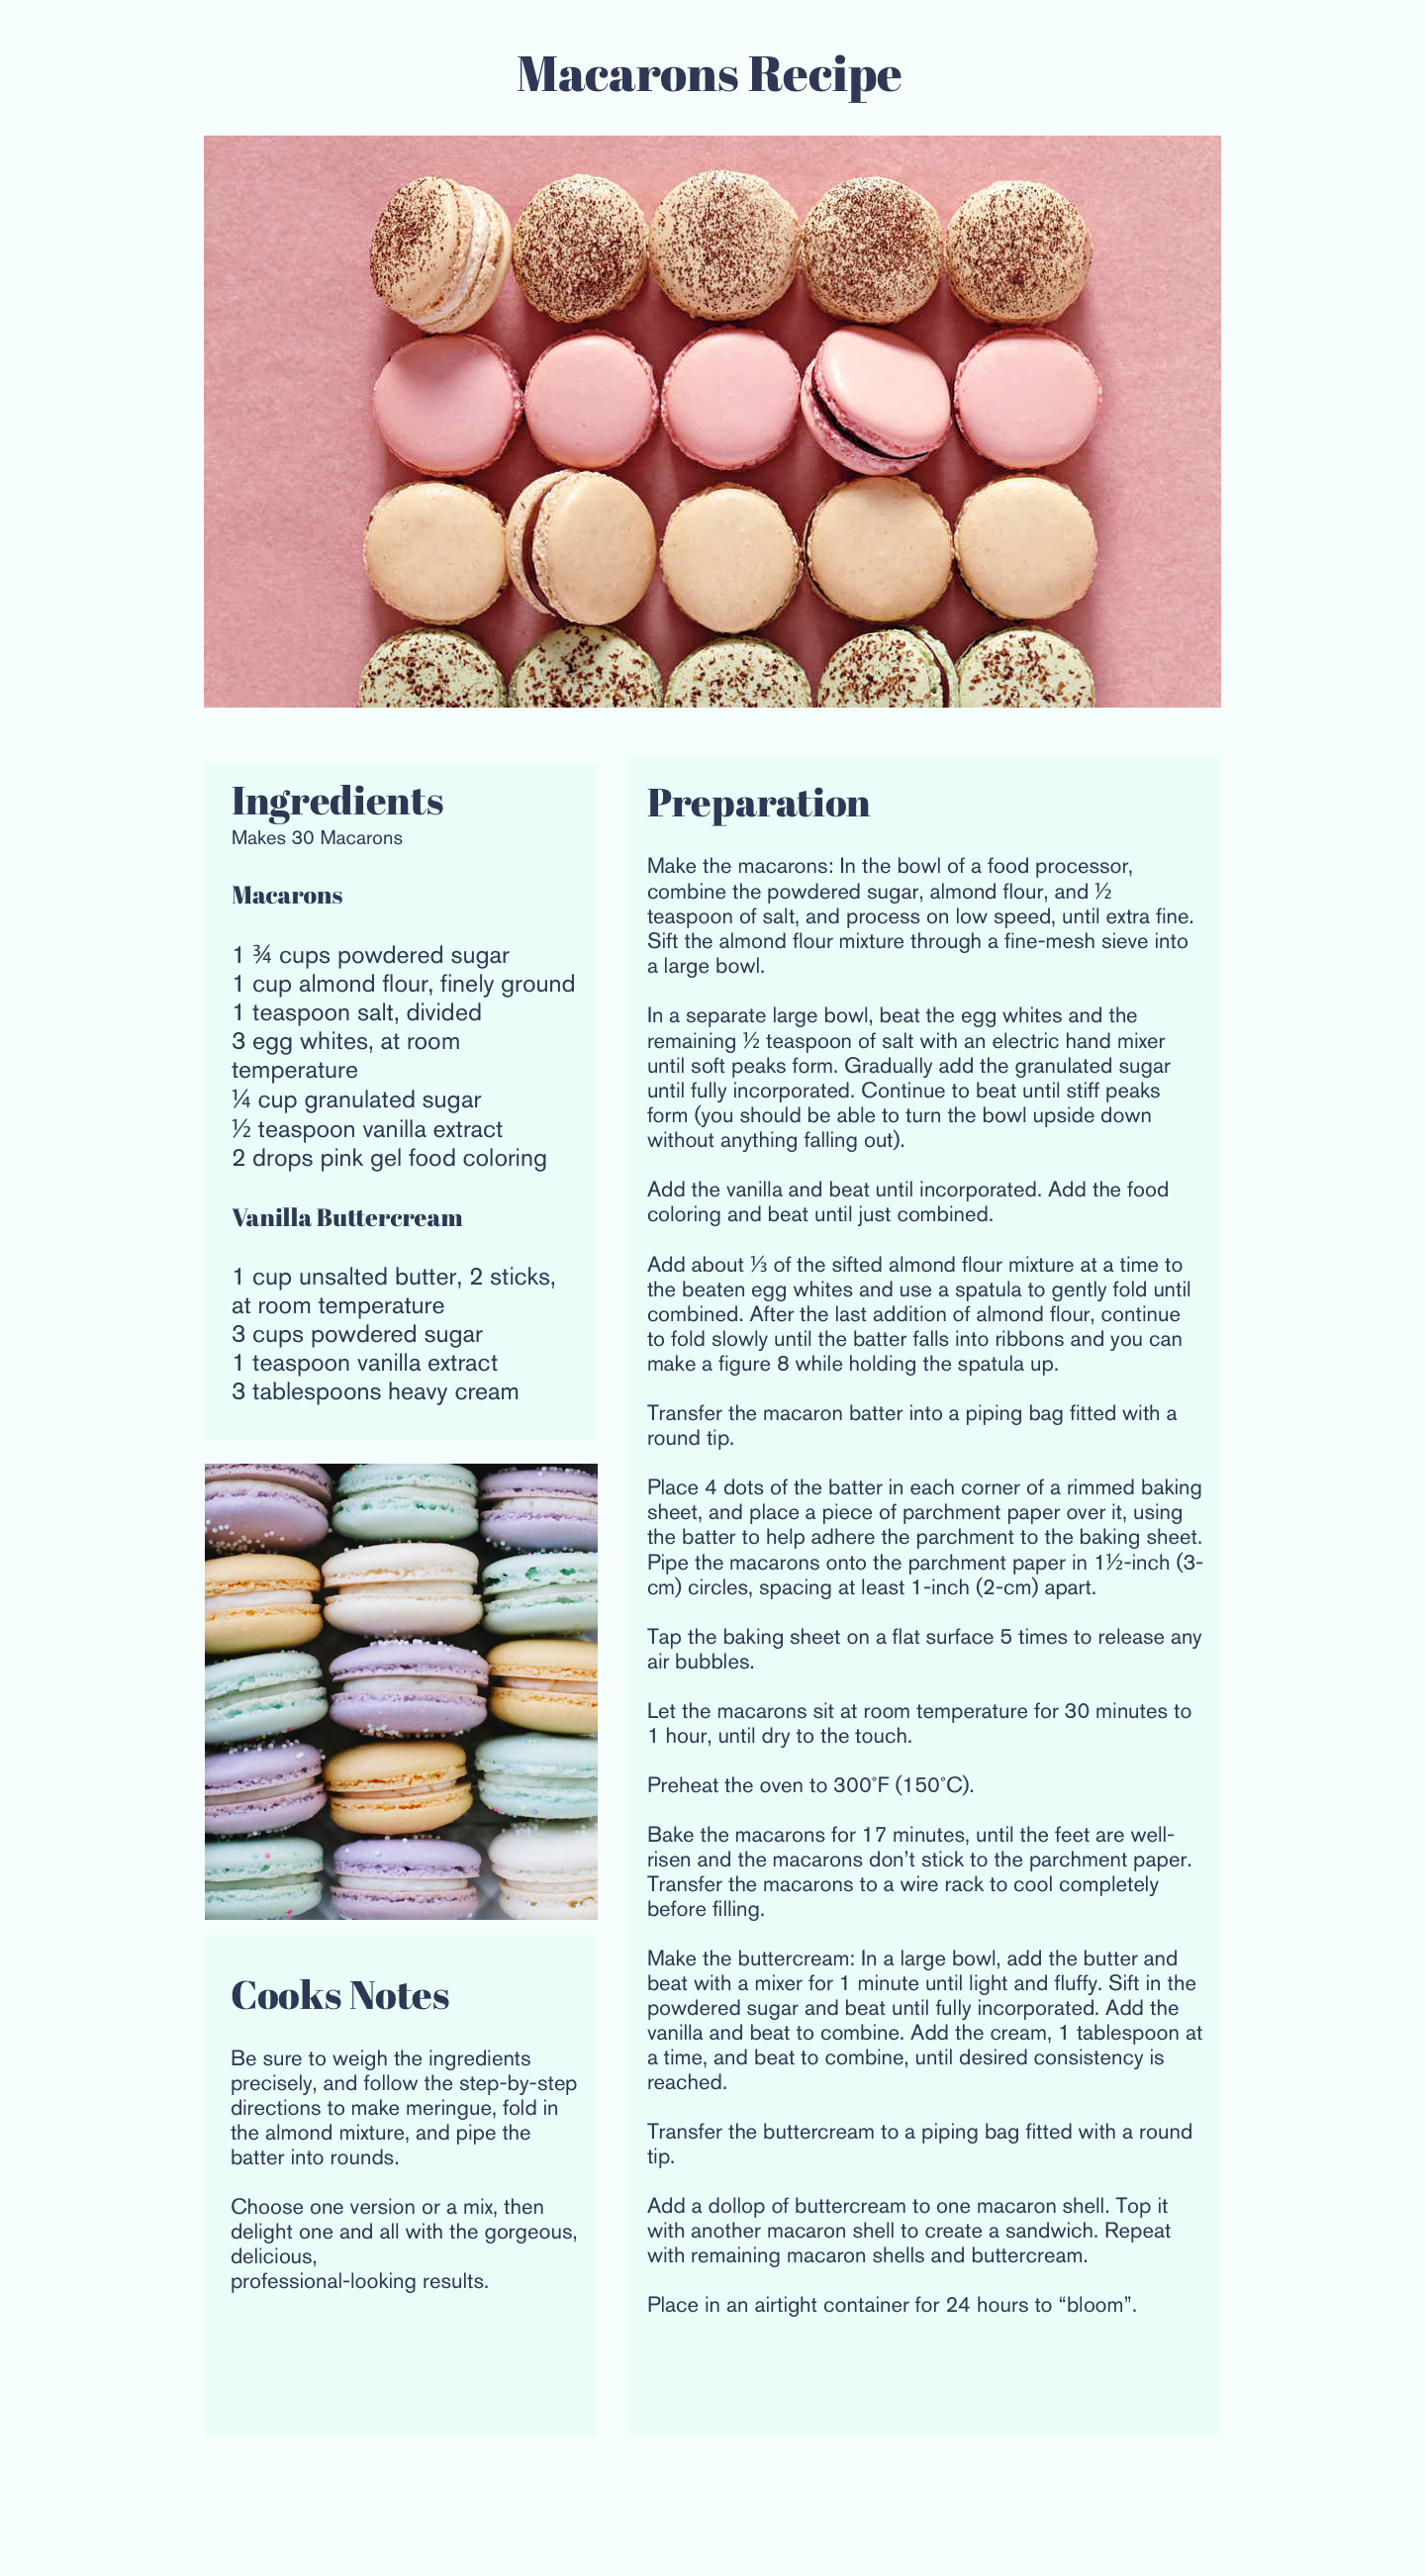 Macarons Recipe
Ingredients
Makes 30 Macarons
Macarons
1 ¾ cups powdered sugar
1 cup almond flour, finely ground
1 teaspoon salt, divided
3 egg whites, at room
temperature
¼ cup granulated sugar
½ teaspoon vanilla extract
2 drops pink gel food coloring
Vanilla Buttercream
1 cup unsalted butter, 2 sticks,
at room temperature
3 cups powdered sugar
1 teaspoon vanilla extract
3 tablespoons heavy cream
Cooks Notes
Be sure to weigh the ingredients
precisely, and follow the step-by-step
directions to make meringue, fold in
the almond mixture, and pipe the
batter into rounds.
Choose one version or a mix, then
delight one and all with the gorgeous,
delicious,
professional-looking results.
Preparation
Make the macarons: In the bowl of a food processor,
combine the powdered sugar, almond flour, and ½
teaspoon of salt, and process on low speed, until extra fine.
Sift the almond flour mixture through a fine-mesh sieve into
a large bowl.
In a separate large bowl, beat the egg whites and the
remaining ½ teaspoon of salt with an electric hand mixer
until soft peaks form. Gradually add the granulated sugar
until fully incorporated. Continue to beat until stiff peaks
form (you should be able to turn the bowl upside down
without anything falling out).
Add the vanilla and beat until incorporated. Add the food
coloring and beat until just combined.
Add about ⅓ of the sifted almond flour mixture at a time to
the beaten egg whites and use a spatula to gently fold until
combined. After the last addition of almond flour, continue
to fold slowly until the batter falls into ribbons and you can
make a figure 8 while holding the spatula up.
Transfer the macaron batter into a piping bag fitted with a
round tip.
Place 4 dots of the batter in each corner of a rimmed baking
sheet, and place a piece of parchment paper over it, using
the batter to help adhere the parchment to the baking sheet.
Pipe the macarons onto the parchment paper in 1½-inch (3-
cm) circles, spacing at least 1-inch (2-cm) apart.
Tap the baking sheet on a flat surface 5 times to release any
air bubbles.
Let the macarons sit at room temperature for 30 minutes to
1 hour, until dry to the touch.
Preheat the oven to 300˚F (150˚C).
Bake the macarons for 17 minutes, until the feet are well-
risen and the macarons don’t stick to the parchment paper.
Transfer the macarons to a wire rack to cool completely
before filling.
Make the buttercream: In a large bowl, add the butter and
beat with a mixer for 1 minute until light and fluffy. Sift in the
powdered sugar and beat until fully incorporated. Add the
vanilla and beat to combine. Add the cream, 1 tablespoon at
a time, and beat to combine, until desired consistency is
reached.
Transfer the buttercream to a piping bag fitted with a round
tip.
Add a dollop of buttercream to one macaron shell. Top it
with another macaron shell to create a sandwich. Repeat
with remaining macaron shells and buttercream.
Place in an airtight container for 24 hours to “bloom”.